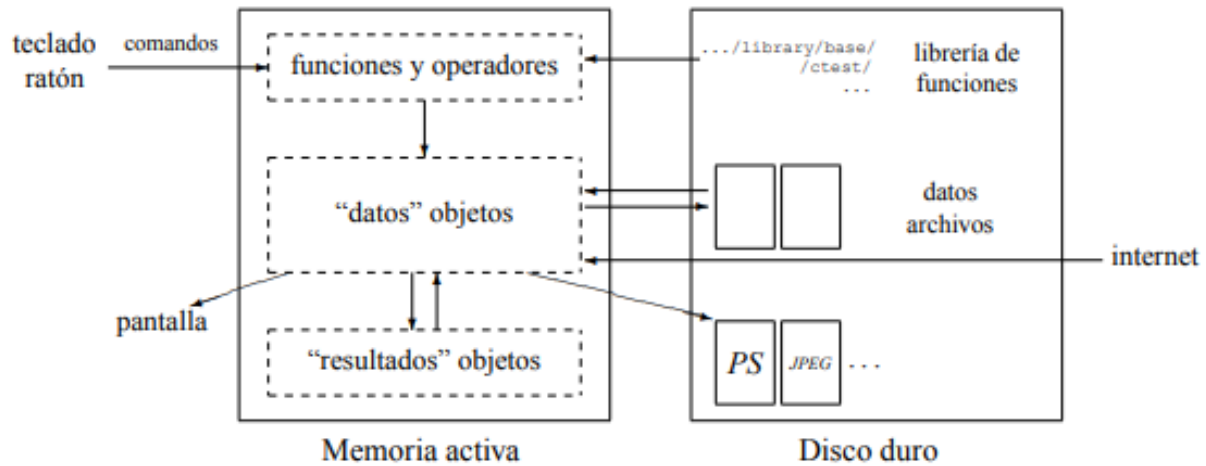 teclado
ratón
comandos
funciones y operadores
.../library/base/
/ctest/
...
librería de
funciones
“datos” objetos
datos
archivos
internet
pantalla
“resultados” objetos
PS
JPEG
...
Memoria activa
Disco duro